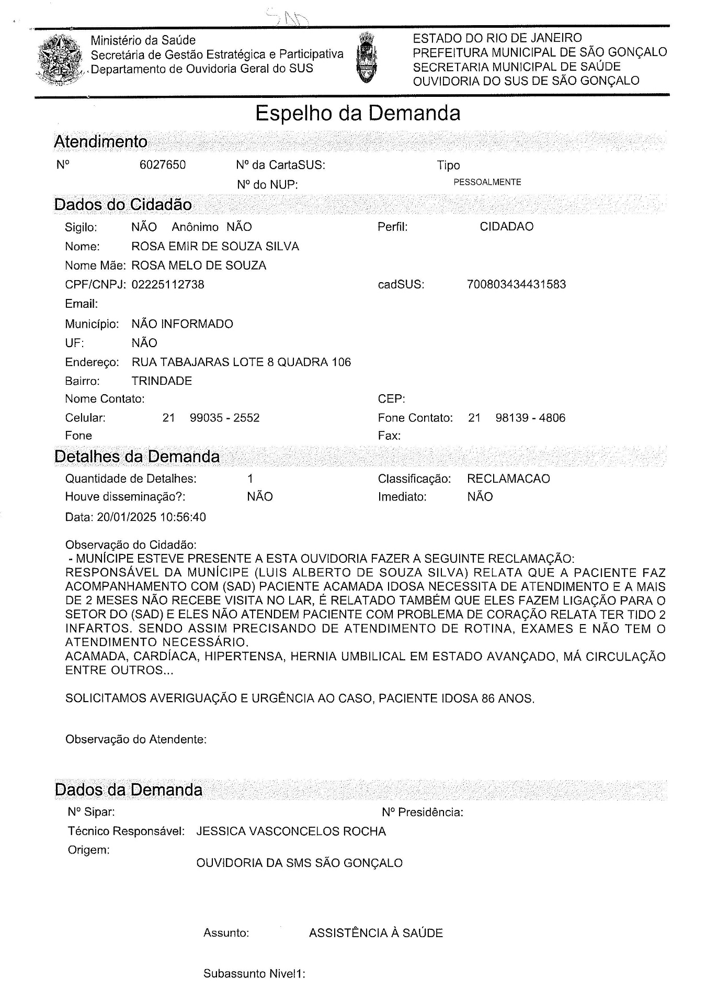 SAD
Ministério da Saúde
Secretária de Gestão Estratégica e Participativa
Departamento de Ouvidoria Geral do SUS
ESTADO DO RIO DE JANEIRO
PREFEITURA MUNICIPAL DE SÃO GONÇALO
SECRETARIA MUNICIPAL DE SAÚDE
OUVIDORIA DO SUS DE SÃO GONÇALO
Espelho da Demanda
Atendimento
Nº 6027650 Nº da CartaSUS: Tipo
Nº do NUP: PESSOALMENTE
Dados do Cidadão
Sigilo: NÃO Anônimo NÃO Perfil: CIDADAO
Nome: ROSA EMIR DE SOUZA SILVA
Nome Mãe: ROSA MELO DE SOUZA
CPF/CNPJ: 02225112738 cadSUS: 700803434431583
Email:
Município: NÃO INFORMADO
UF: NÃO
Endereço: RUA TABAJARAS LOTE 8 QUADRA 106
Bairro: TRINDADE
Nome Contato: CEP:
Celular: 21 99035 - 2552 Fone Contato: 21 98139 - 4806
Fone Fax:
Detalhes da Demanda
Quantidade de Detalhes: 1 Classificação: RECLAMACAO
Houve disseminação?: NÃO Imediato: NÃO
Data: 20/01/2025 10:56:40
Observação do Cidadão:
- MUNÍCIPE ESTEVE PRESENTE A ESTA OUVIDORIA FAZER A SEGUINTE RECLAMAÇÃO:
RESPONSÁVEL DA MUNÍCIPE (LUIS ALBERTO DE SOUZA SILVA) RELATA QUE A PACIENTE FAZ
ACOMPANHAMENTO COM (SAD) PACIENTE ACAMADA IDOSA NECESSITA DE ATENDIMENTO E A MAIS
DE 2 MESES NÃO RECEBE VISITA NO LAR, É RELATADO TAMBÉM QUE ELES FAZEM LIGAÇÃO PARA O
SETOR DO (SAD) E ELES NÃO ATENDEM PACIENTE COM PROBLEMA DE CORAÇÃO RELATA TER TIDO 2
INFARTOS. SENDO ASSIM PRECISANDO DE ATENDIMENTO DE ROTINA, EXAMES E NÃO TEM O
ATENDIMENTO NECESSÁRIO.
ACAMADA, CARDÍACA, HIPERTENSA, HERNIA UMBILICAL EM ESTADO AVANÇADO, MÁ CIRCULAÇÃO
ENTRE OUTROS...
SOLICITAMOS AVERIGUAÇÃO E URGÊNCIA AO CASO, PACIENTE IDOSA 86 ANOS.
Observação do Atendente:
Dados da Demanda
Nº Sipar: Nº Presidência:
Técnico Responsável: JESSICA VASCONCELOS ROCHA
Origem:
OUVIDORIA DA SMS SÃO GONÇALO
Assunto: ASSISTÊNCIA À SAÚDE
Subassunto Nivel1: